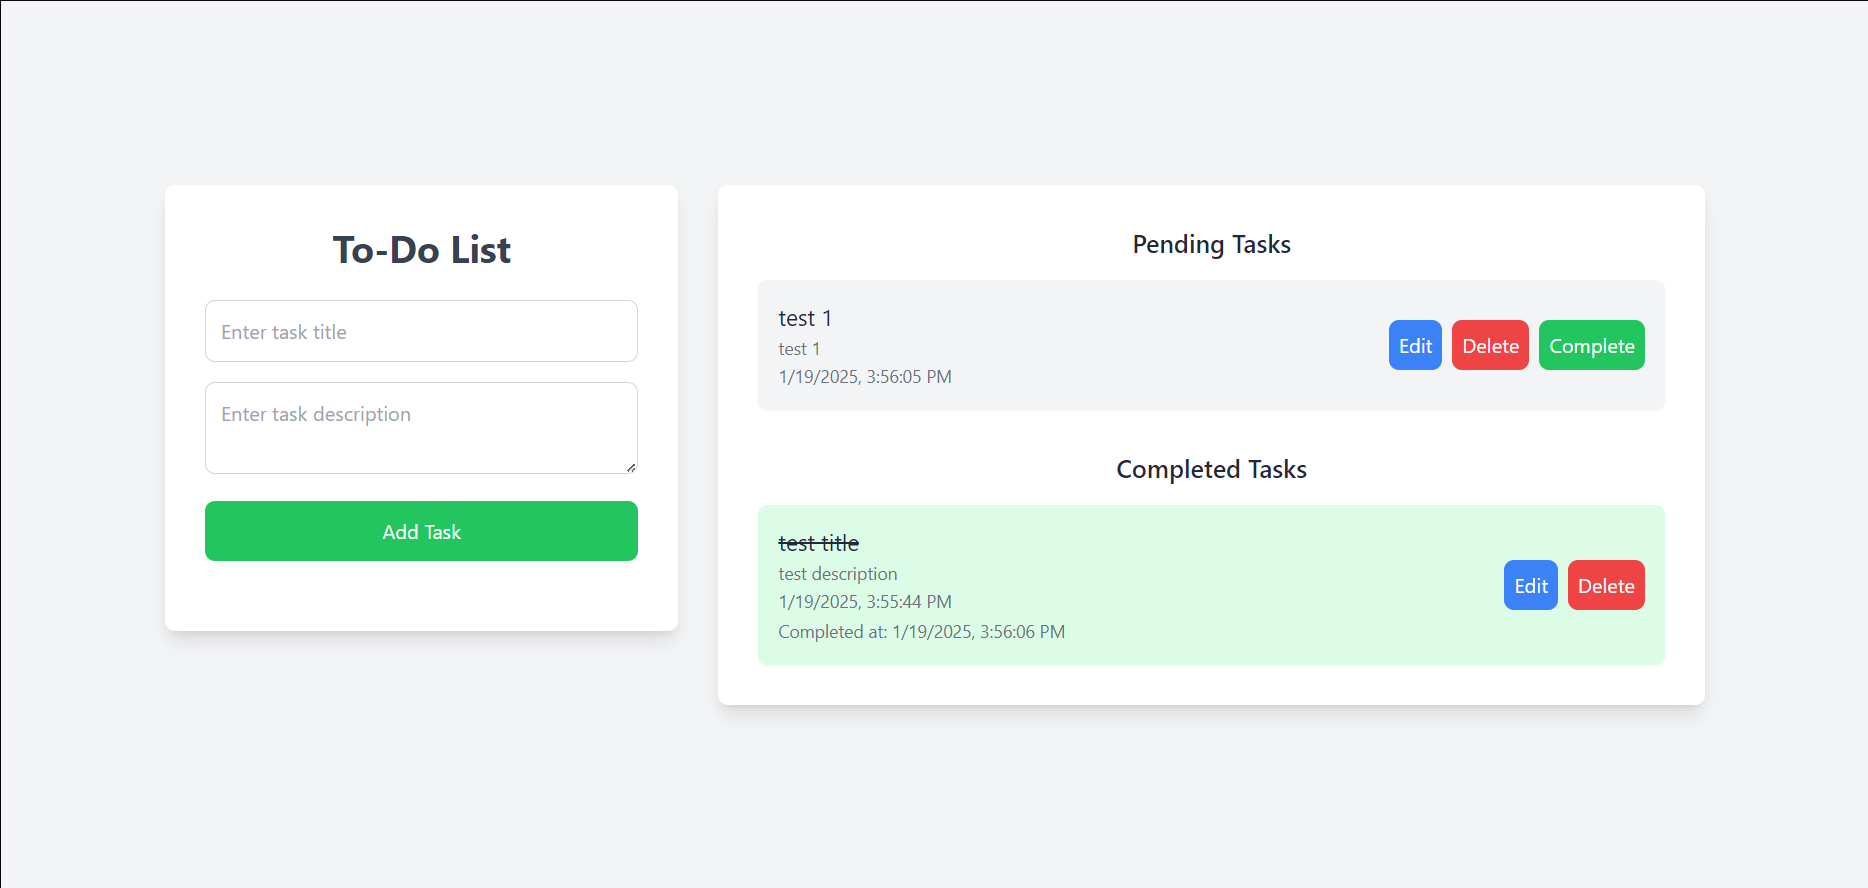 To-Do List
Enter task title
Enter task description
Add Task
Pending Tasks
test 1
test 1
1/19/2025, 3:56:05 PM
Edit Delete Complete
Completed Tasks
test title
test description
1/19/2025, 3:55:44 PM
Completed at: 1/19/2025, 3:56:06 PM
Edit Delete